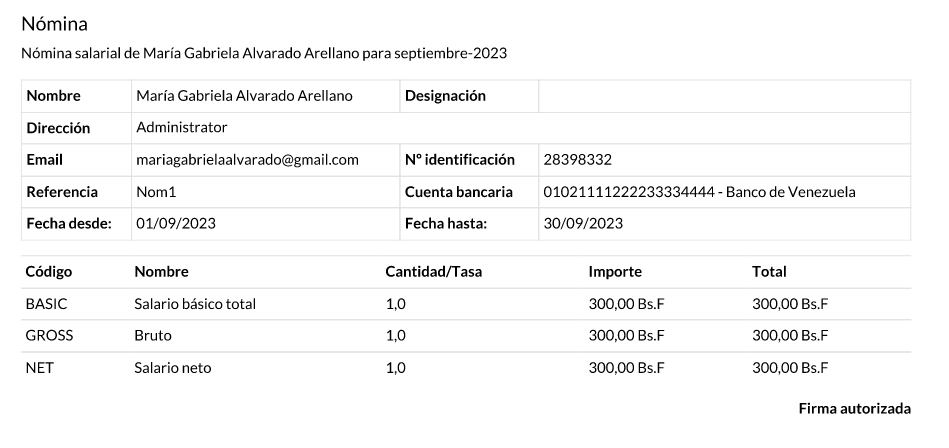 Nómina
Nómina salarial de María Gabriela Alvarado Arellano para septiembre-2023
Nombre María Gabriela Alvarado Arellano Designación
Dirección Administrator
Email mariagabrielaalvarado@gmail.com Nº identificación 28398332
Referencia Nom1 Cuenta bancaria 01021111222233334444 - Banco de Venezuela
Fecha desde: 01/09/2023 Fecha hasta: 30/09/2023
Código Nombre Cantidad/Tasa Importe Total
BASIC Salario básico total 1,0 300,00 Bs.F 300,00 Bs.F
GROSS Bruto 1,0 300,00 Bs.F 300,00 Bs.F
NET Salario neto 1,0 300,00 Bs.F 300,00 Bs.F
Firma autorizada